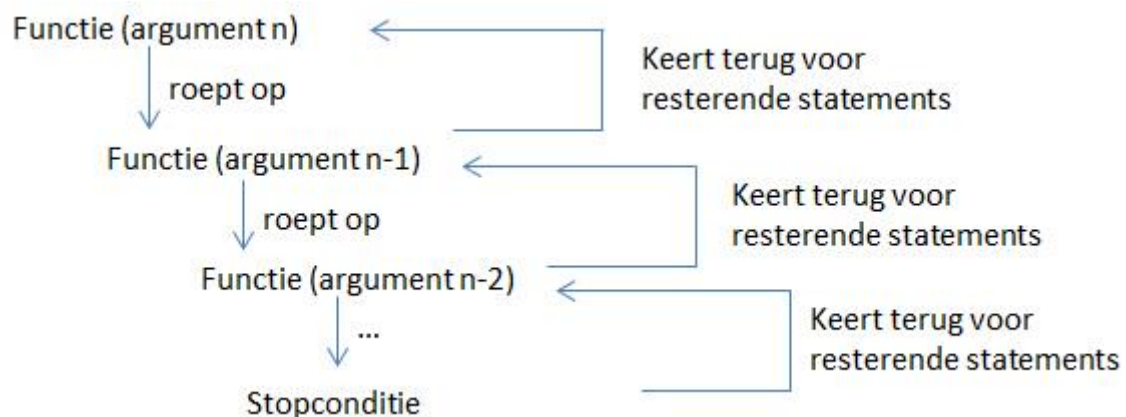 Functie (argument n)
Keert terug voor
resterende statements
roept op
Functie (argument n-1)
Keert terug voor
resterende statements
roept op
Functie (argument n-2)
Keert terug voor
resterende statements
...
Stopconditie